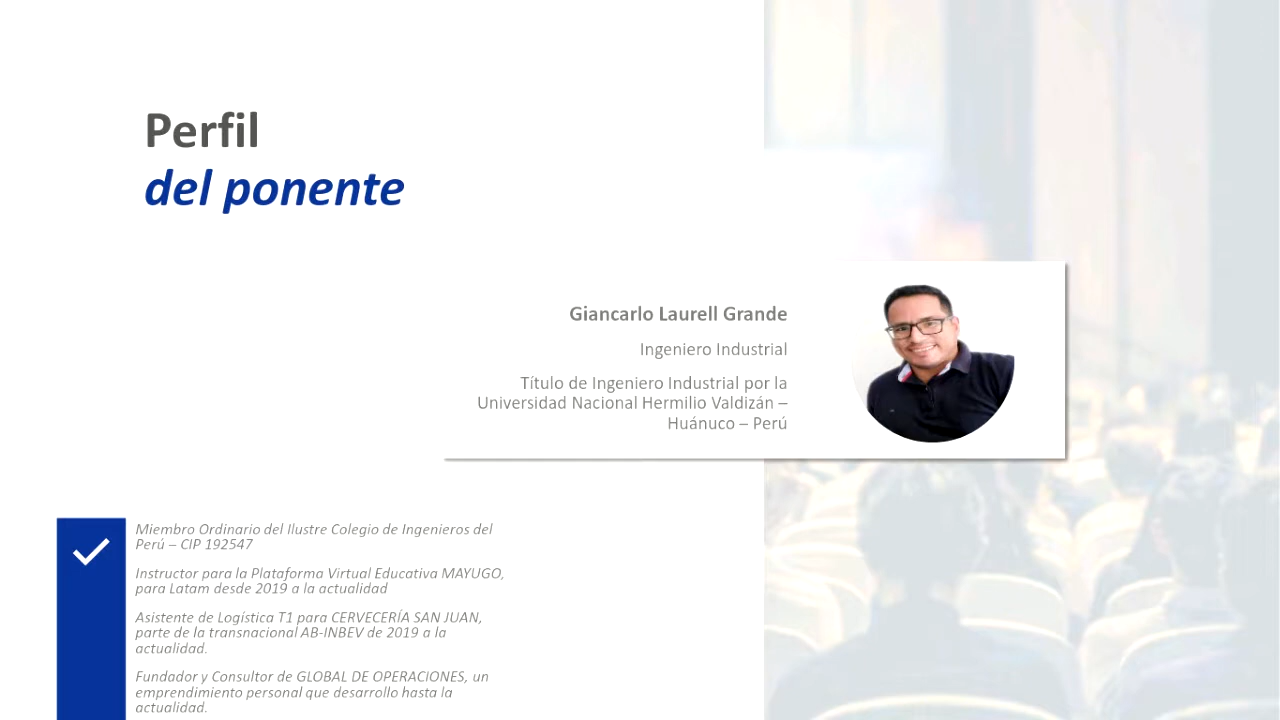 Perfil
del ponente
Giancarlo Laurell Grande
Ingeniero Industrial
Título de Ingeniero Industrial por la
Universidad Nacional Hermilio Valdizán –
Huánuco – Perú
Miembro Ordinario del Ilustre Colegio de Ingenieros del
Perú – CIP 192547
Instructor para la Plataforma Virtual Educativa MAYUGO,
para Latam desde 2019 a la actualidad
Asistente de Logística T1 para CERVECERÍA SAN JUAN,
parte de la transnacional AB-INBEV de 2019 a la
actualidad.
Fundador y Consultor de GLOBAL DE OPERACIONES, un
emprendimiento personal que desarrollo hasta la
actualidad.